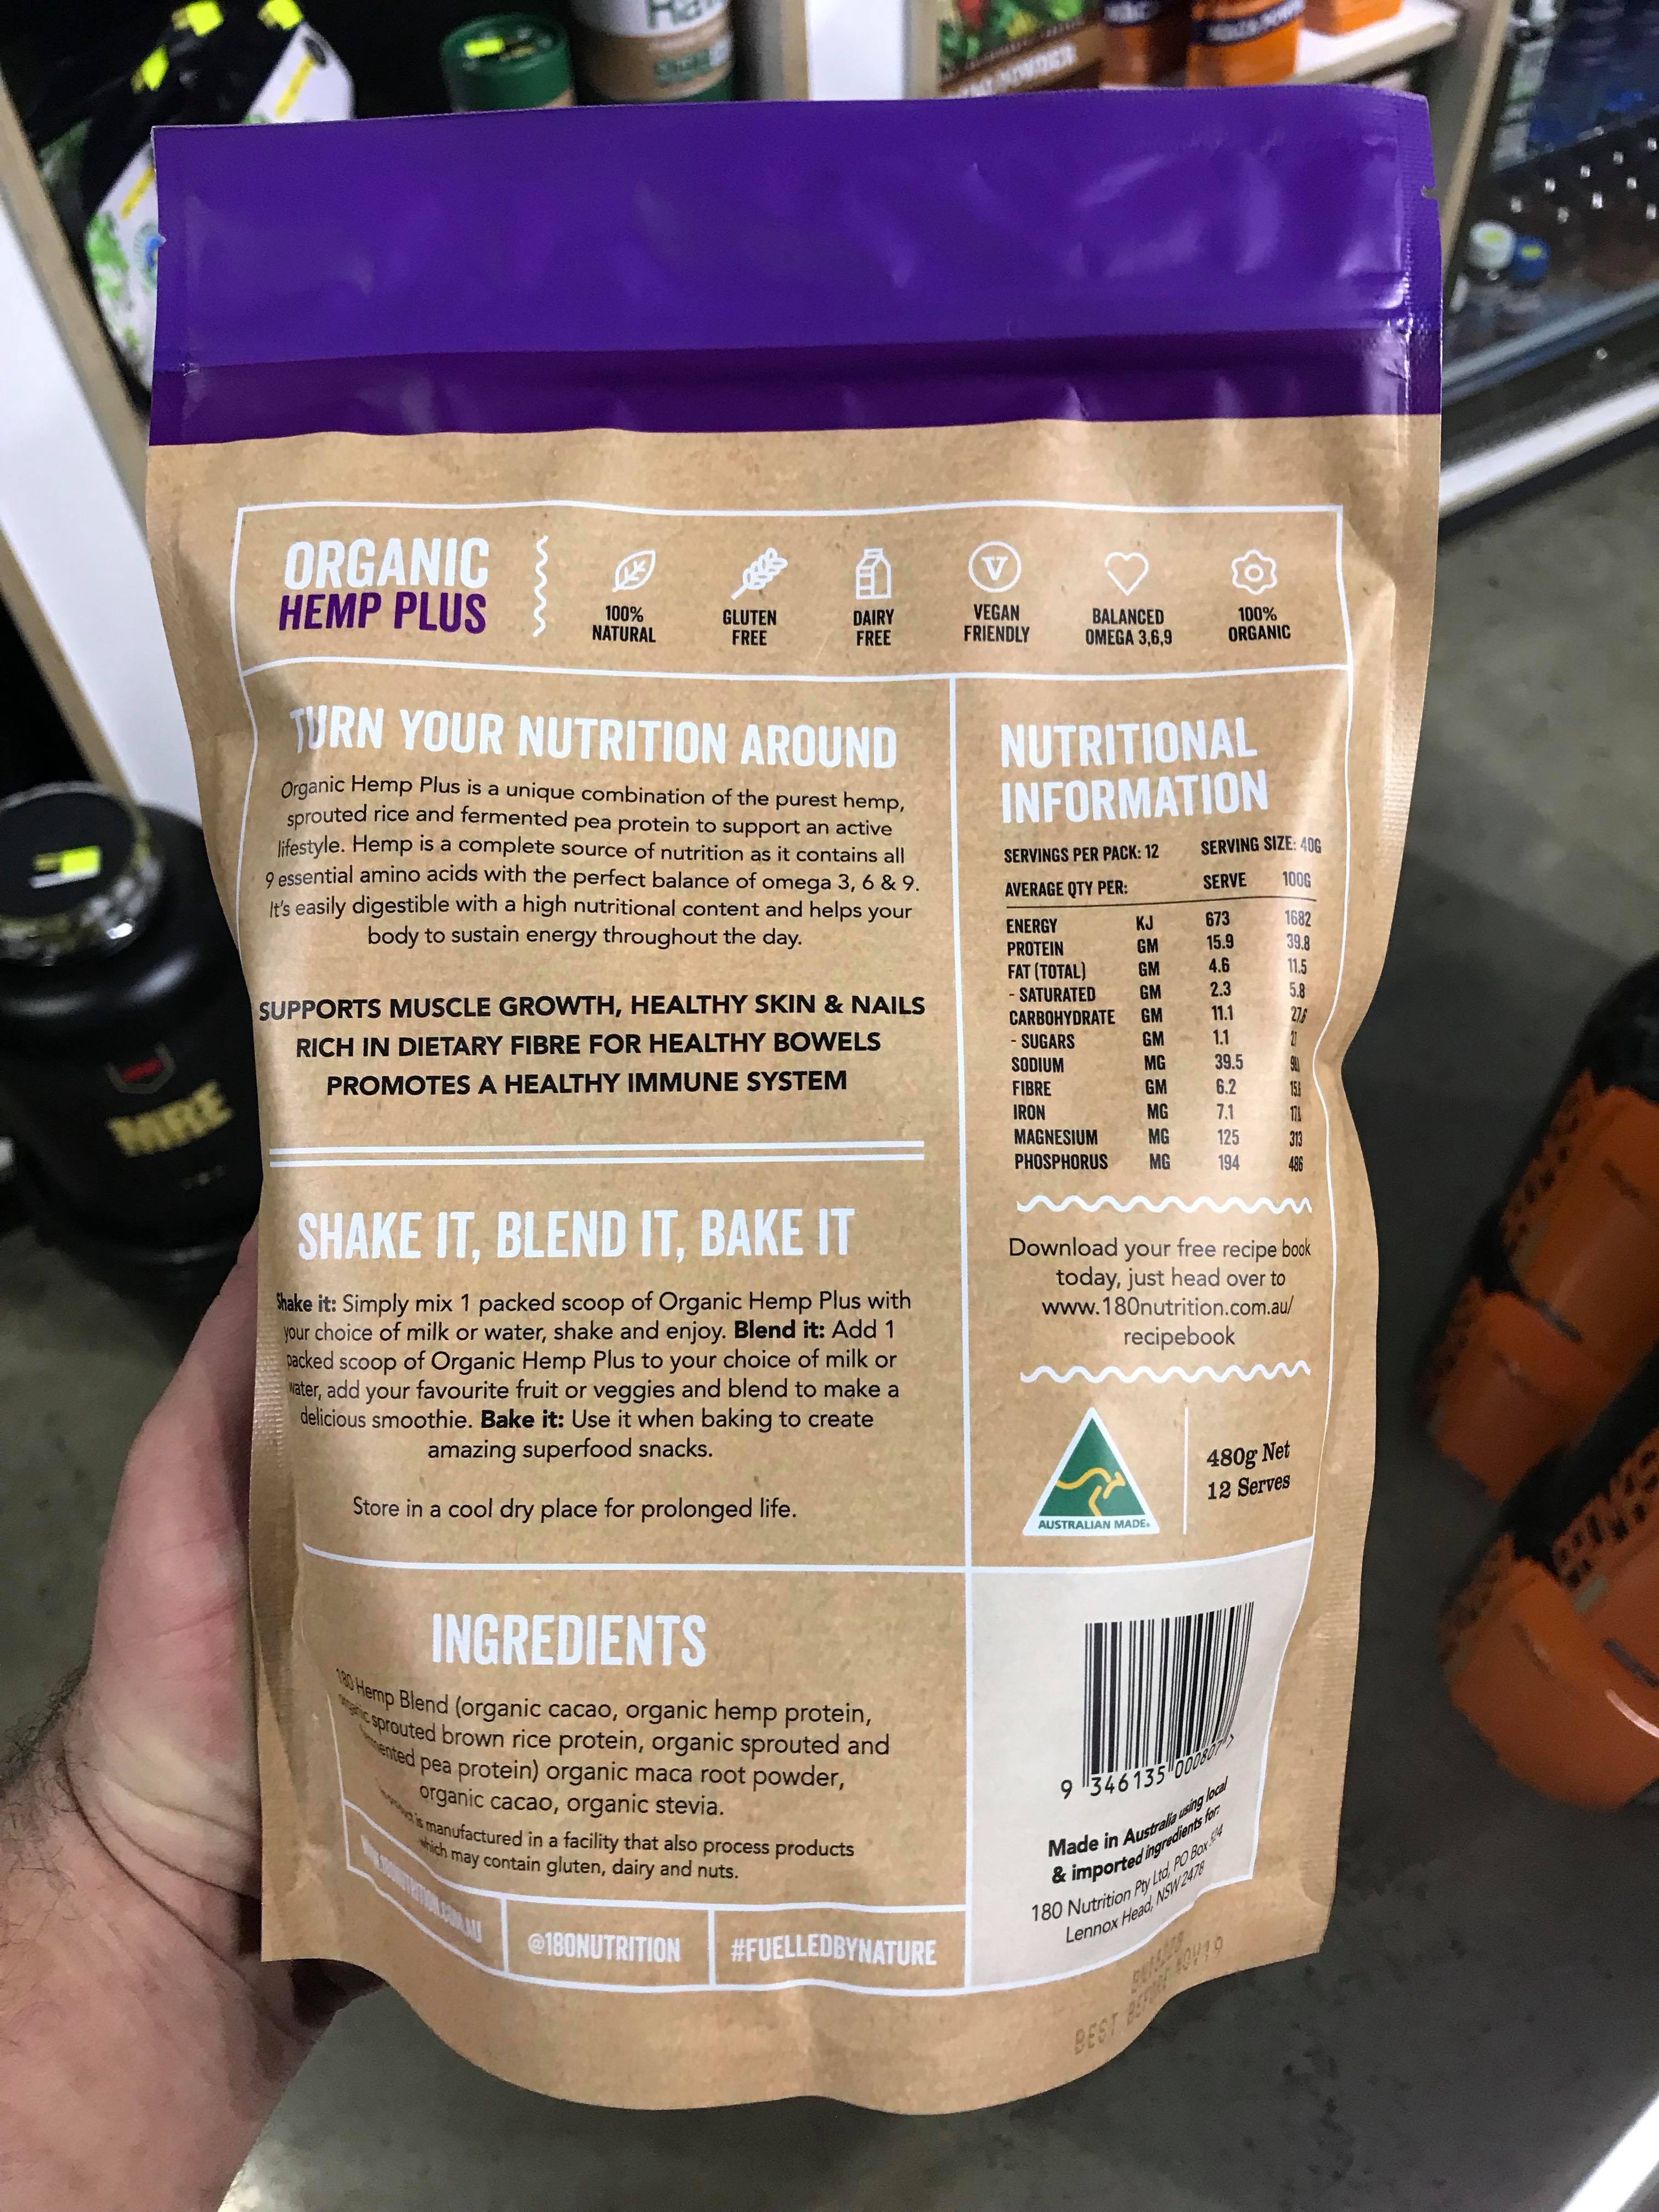 ORGANIC
HEMP PLUS
100%
NATURAL
GLUTEN
FREE
DAIRY
FREE
V
VEGAN
FRIENDLY
BALANCED
OMEGA 3,6,9
100%
ORGANIC
TURN YOUR NUTRITION AROUND
Organic Hemp Plus is a unique combination of the purest hemp,
sprouted rice and fermented pea protein to support an active
lifestyle. Hemp is a complete source of nutrition as it contains all
9 essential amino acids with the perfect balance of omega 3, 6 & 9.
It's easily digestible with a high nutritional content and helps your
body to sustain energy throughout the day.
SUPPORTS MUSCLE GROWTH, HEALTHY SKIN & NAILS
RICH IN DIETARY FIBRE FOR HEALTHY BOWELS
PROMOTES A HEALTHY IMMUNE SYSTEM
SHAKE IT, BLEND IT, BAKE IT
Shake it: Simply mix 1 packed scoop of Organic Hemp Plus with
your choice of milk or water, shake and enjoy. Blend it: Add 1
packed scoop of Organic Hemp Plus to your choice of milk or
water, add your favourite fruit or veggies and blend to make a
delicious smoothie. Bake it: Use it when baking to create
amazing superfood snacks.
Store in a cool dry place for prolonged life.
INGREDIENTS
180 Hemp Blend (organic cacao, organic hemp protein,
organic sprouted brown rice protein, organic sprouted and
fermented pea protein) organic maca root powder,
organic cacao, organic stevia.
is manufactured in a facility that also process products
which may contain gluten, dairy and nuts.
WWW.180NUTRITION.COM.AU
@180NUTRITION
#FUELLEDBYNATURE
NUTRITIONAL
INFORMATION
SERVINGS PER PACK: 12 SERVING SIZE: 40G
AVERAGE QTY PER: SERVE 100G
ENERGY KJ 673 1682
PROTEIN GM 15.9 39.8
FAT (TOTAL) GM 4.6 11.5
- SATURATED GM 2.3 5.8
CARBOHYDRATE GM 11.1
- SUGARS GM 1.1
SODIUM MG 39.5
FIBRE GM 6.2
IRON MG 7.1
MAGNESIUM MG 125 313
PHOSPHORUS MG 194 486
Download your free recipe book
today, just head over to
www.180nutrition.com.au/
recipebook
AUSTRALIAN MADE
480g Net
12 Serves
9 346135 000807 >
Made in Australia using local
& imported ingredients for:
180 Nutrition Pty Ltd, PO Box
Lennox Head, NSW 2478
BEST BEFORE NOV19
MRE